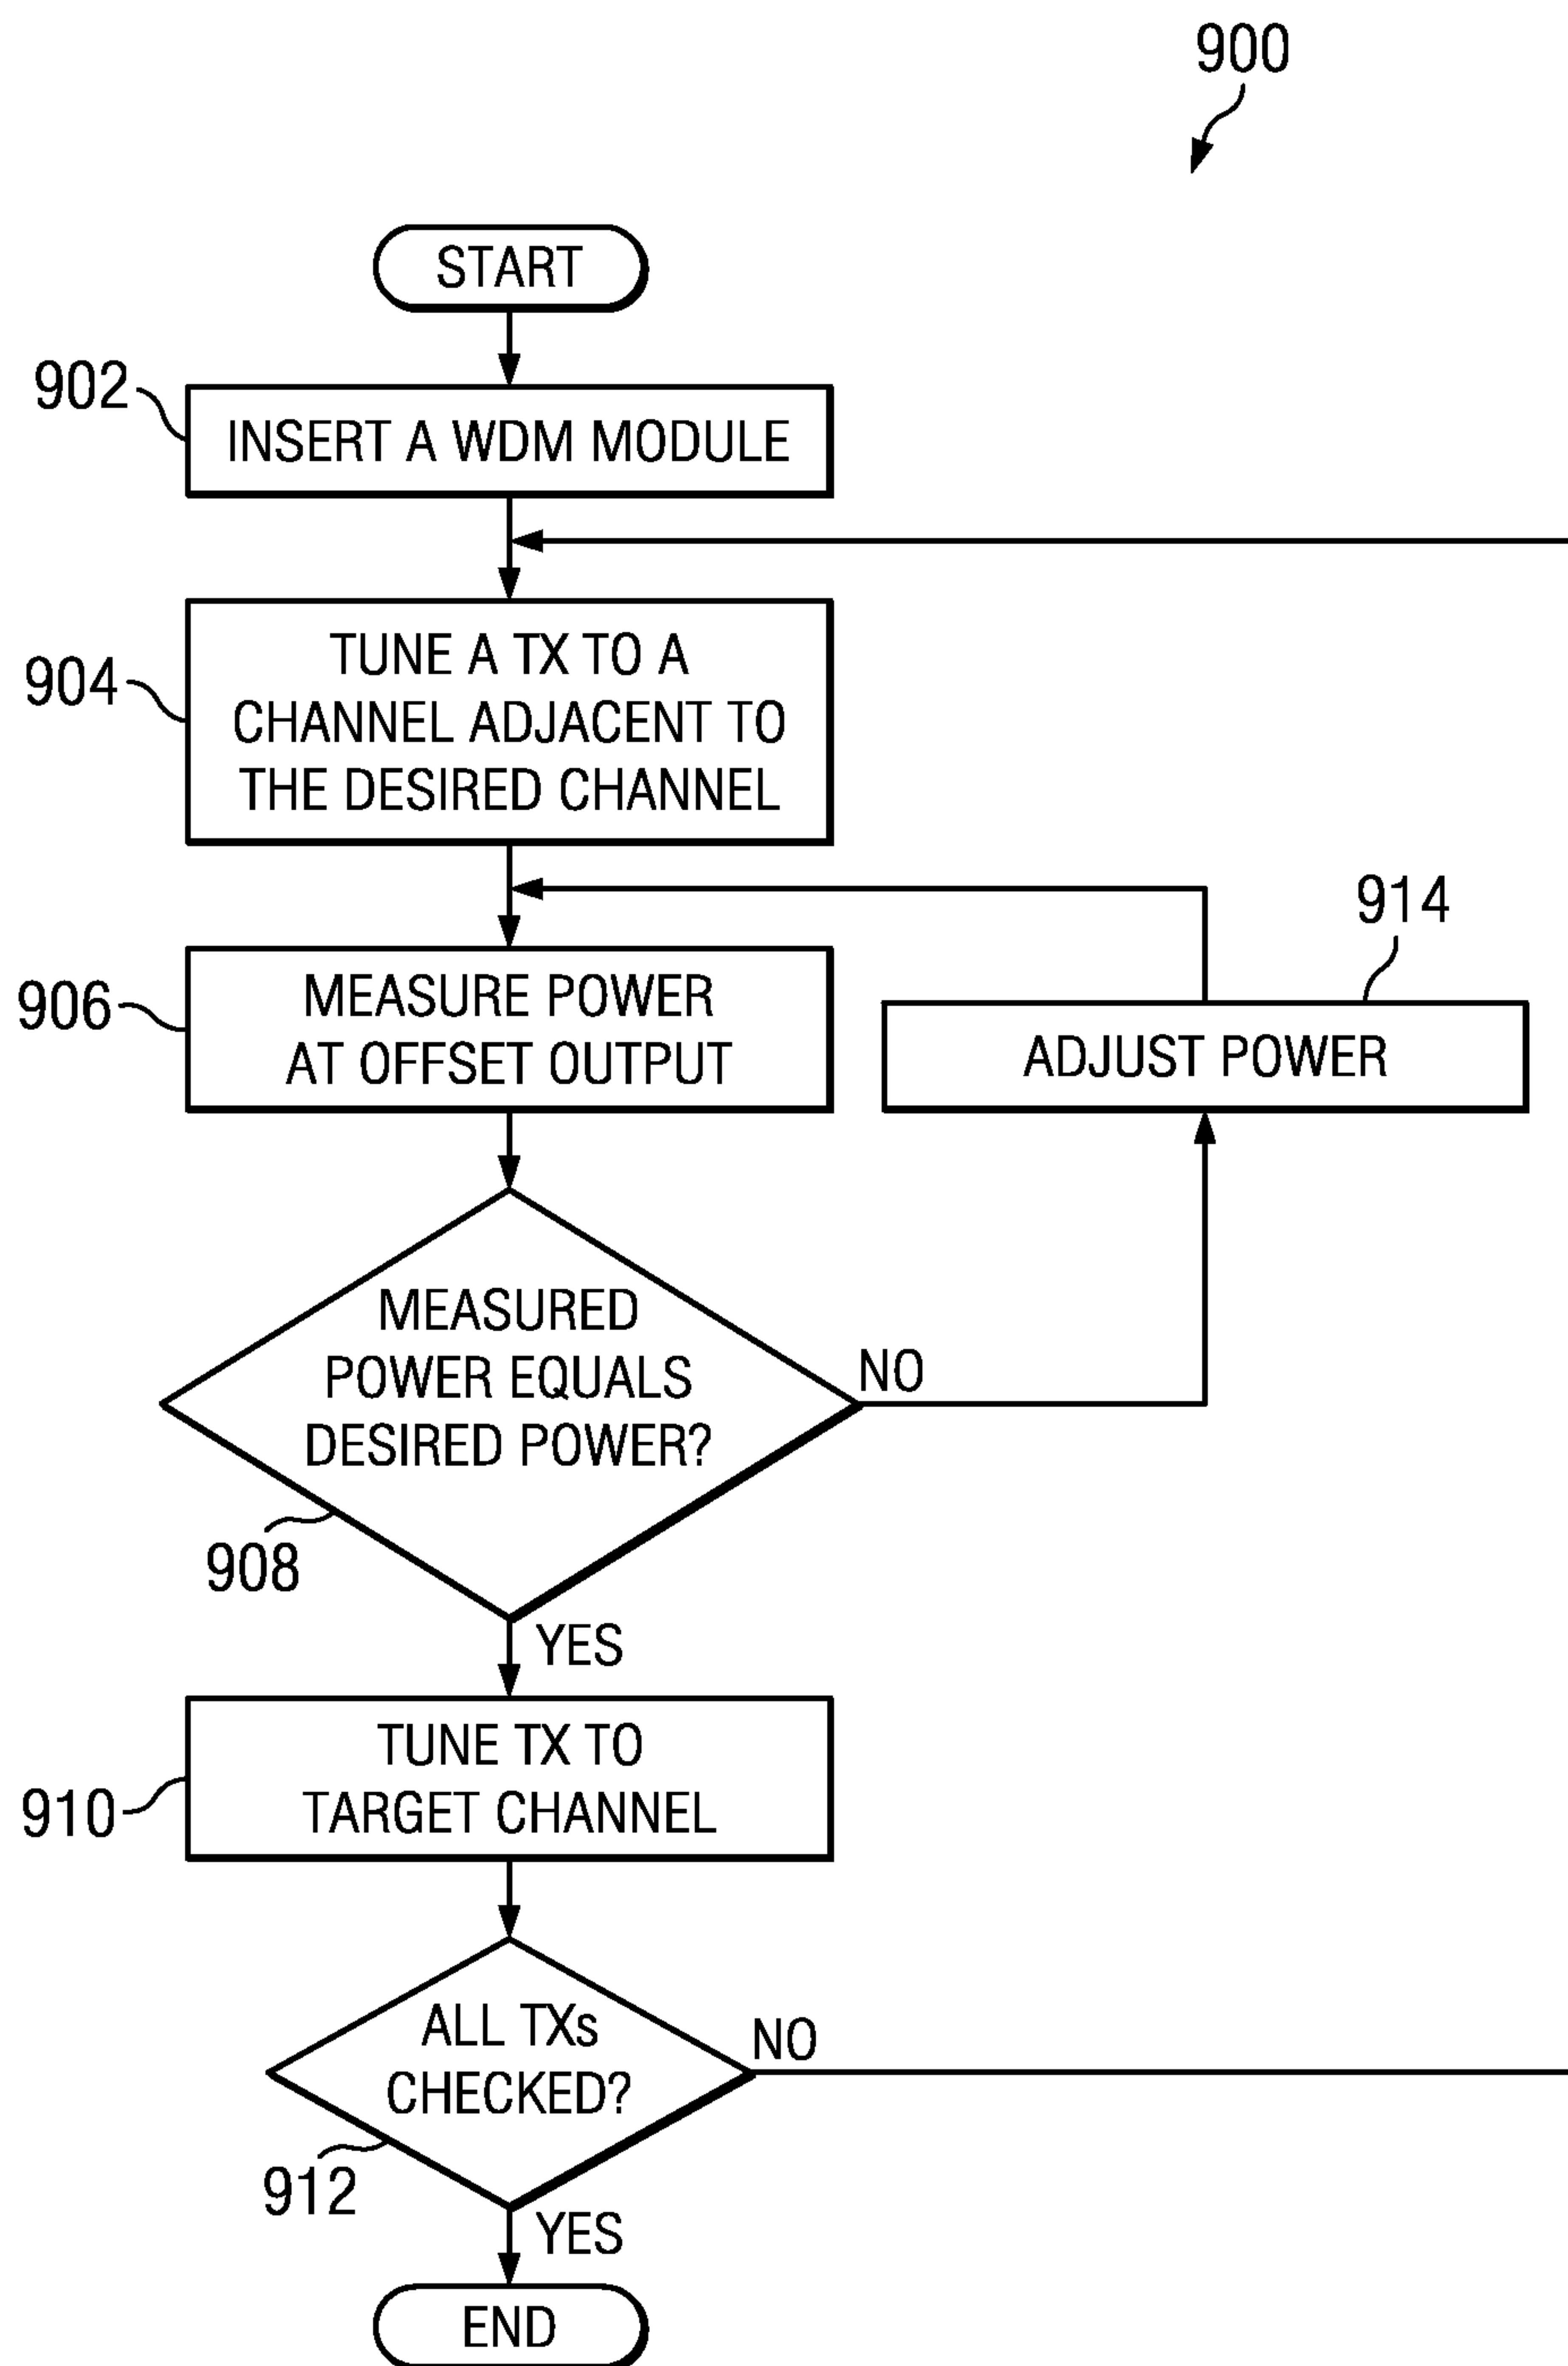 900
START
902
INSERT A WDM MODULE
904
TUNE A TX TO A
CHANNEL ADJACENT TO
THE DESIRED CHANNEL
906
MEASURE POWER
AT OFFSET OUTPUT
914
ADJUST POWER
MEASURED
POWER EQUALS
DESIRED POWER?
NO
908
YES
TUNE TX TO
TARGET CHANNEL
910
ALL TXs
CHECKED?
NO
912
YES
END